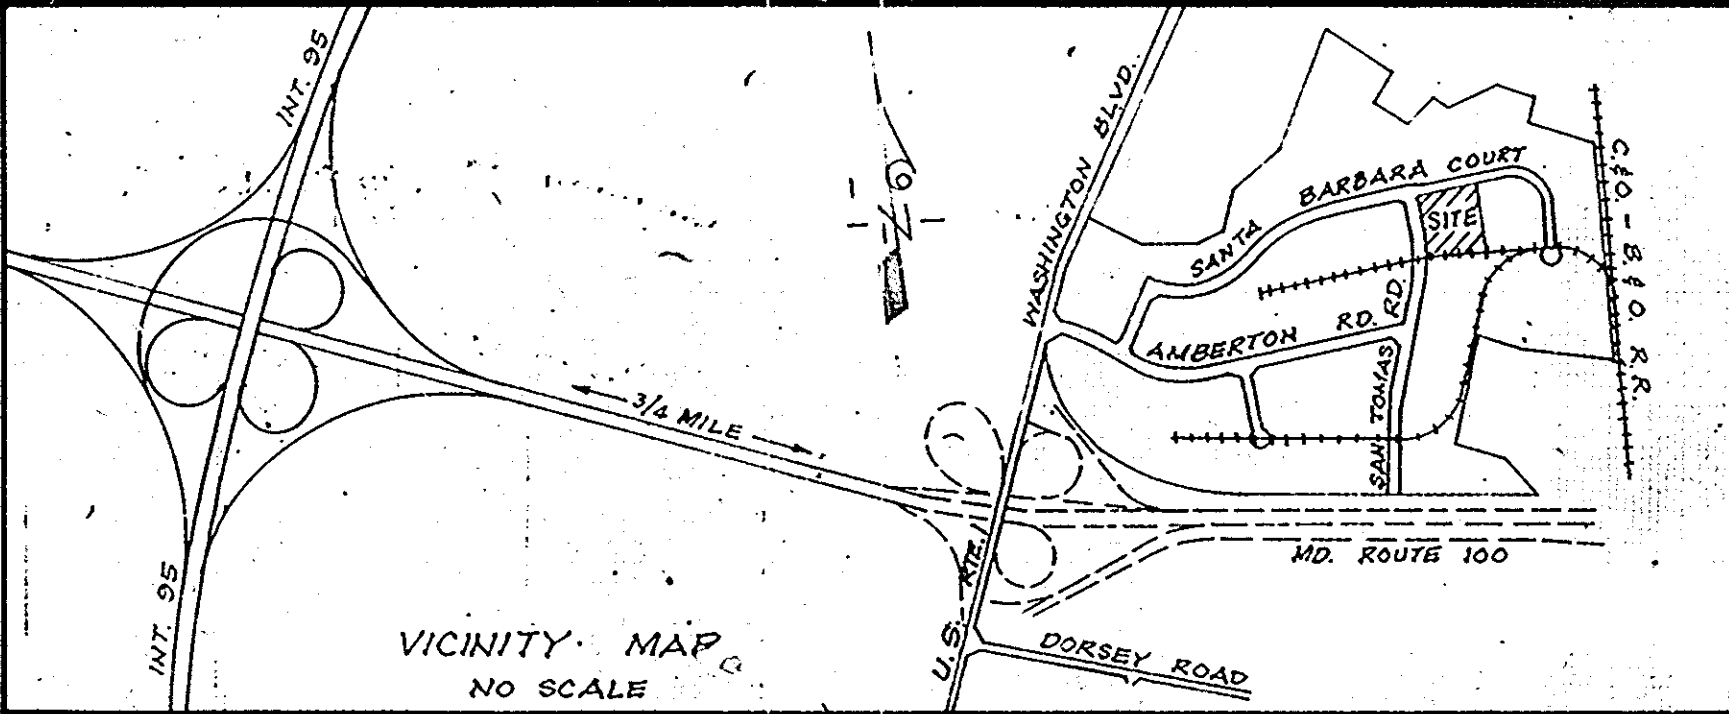 INT. 95
WASHINGTON BLVD.
SANTA BARBARA COURT
SITE
C.&O. - B.&O. R.R.
AMBERTON RD.
SAN TOMAS RD.
3/4 MILE
U.S. RTE. 1
MD. ROUTE 100
INT. 95
DORSEY ROAD
VICINITY MAP
NO SCALE